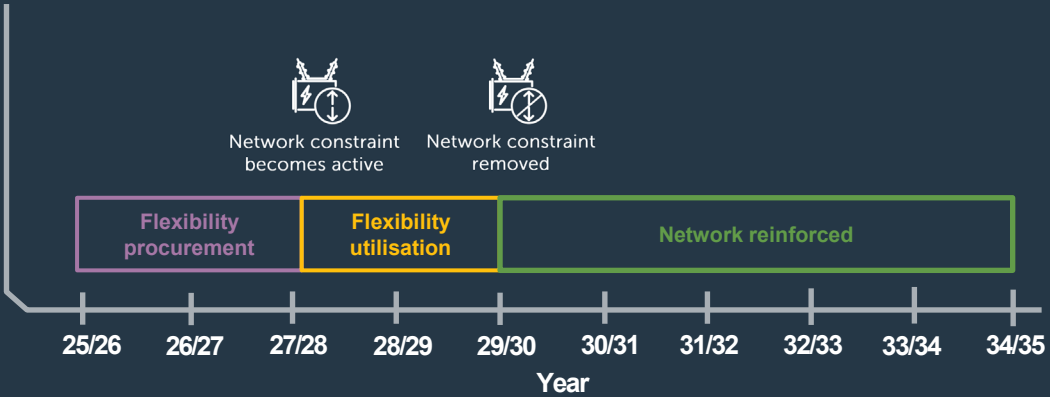 Network constraint
becomes active
Network constraint
removed
Flexibility
procurement
Flexibility
utilisation
Network reinforced
25/26
26/27
27/28
28/29
29/30
30/31
31/32
32/33
33/34
34/35
Year